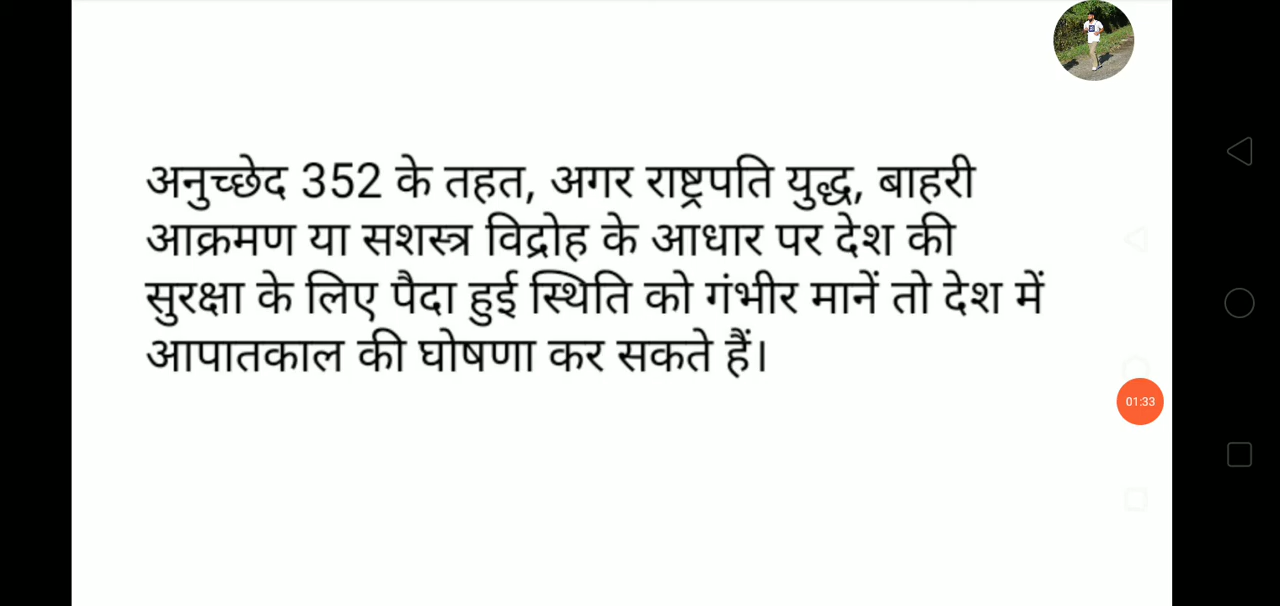 अनुच्छेद 352 के तहत, अगर राष्ट्रपति युद्ध, बाहरी
आक्रमण या सशस्त्र विद्रोह के आधार पर देश की
सुरक्षा के लिए पैदा हुई स्थिति को गंभीर मानें तो देश में
आपातकाल की घोषणा कर सकते हैं।
01:33